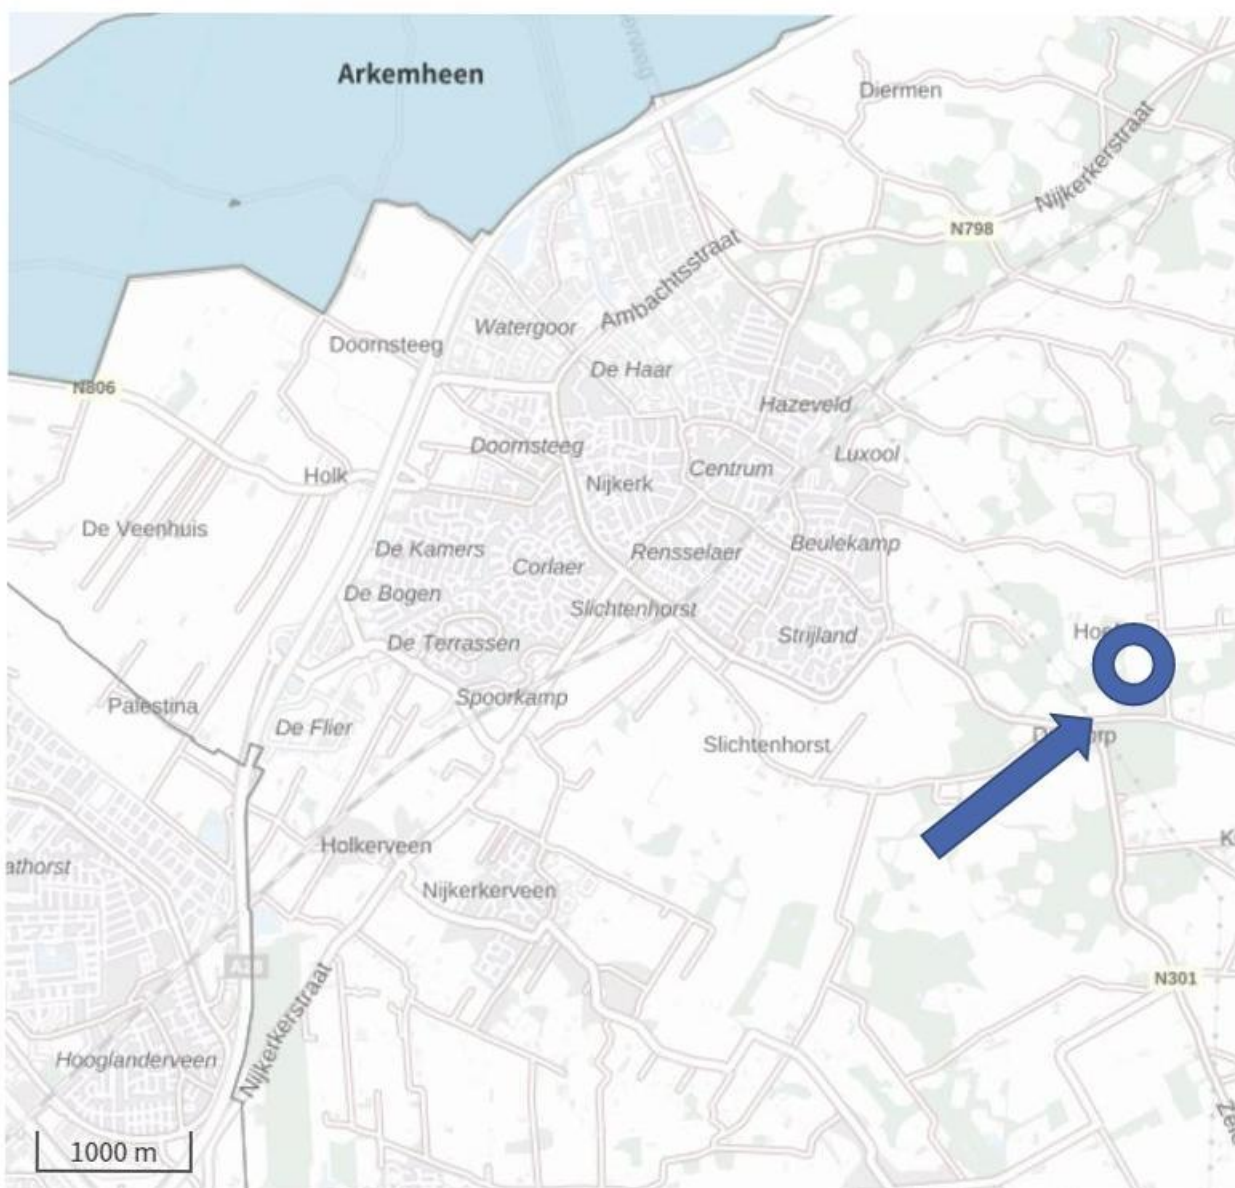 Arkemheen
Diermen
Nijkerkerstraat
N798
Ambachtsstraat
Watergoor
Doornsteeg
De Haar
N806
Hazeveld
Doornsteeg
Luxool
Centrum
Holk
Nijkerk
De Veenhuis
De Kamers
Rensselaer
Beulekamp
Corlaer
De Bogen
Slichtenhorst
Strijland
De Terrassen
Spoorkamp
Palestina
De Flier
Slichtenhorst
Holkerveen
athorst
Nijkerkerveen
N301
Nijkerkerstraat
Hooglanderveen
1000 m